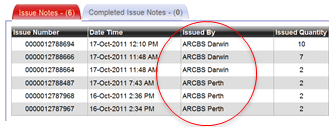 Issue Notes - (6) Completed Issue Notes - (0)
Issue Number Date Time Issued By Issued Quantity
0000012788694 17-Oct-2011 12:10 PM ARCBS Darwin 10
0000012788666 17-Oct-2011 11:48 AM ARCBS Darwin 7
0000012788664 17-Oct-2011 11:48 AM ARCBS Darwin 2
0000012788487 17-Oct-2011 7:43 AM ARCBS Perth 2
0000012787968 16-Oct-2011 2:36 PM ARCBS Perth 2
0000012787967 16-Oct-2011 2:34 PM ARCBS Perth 2